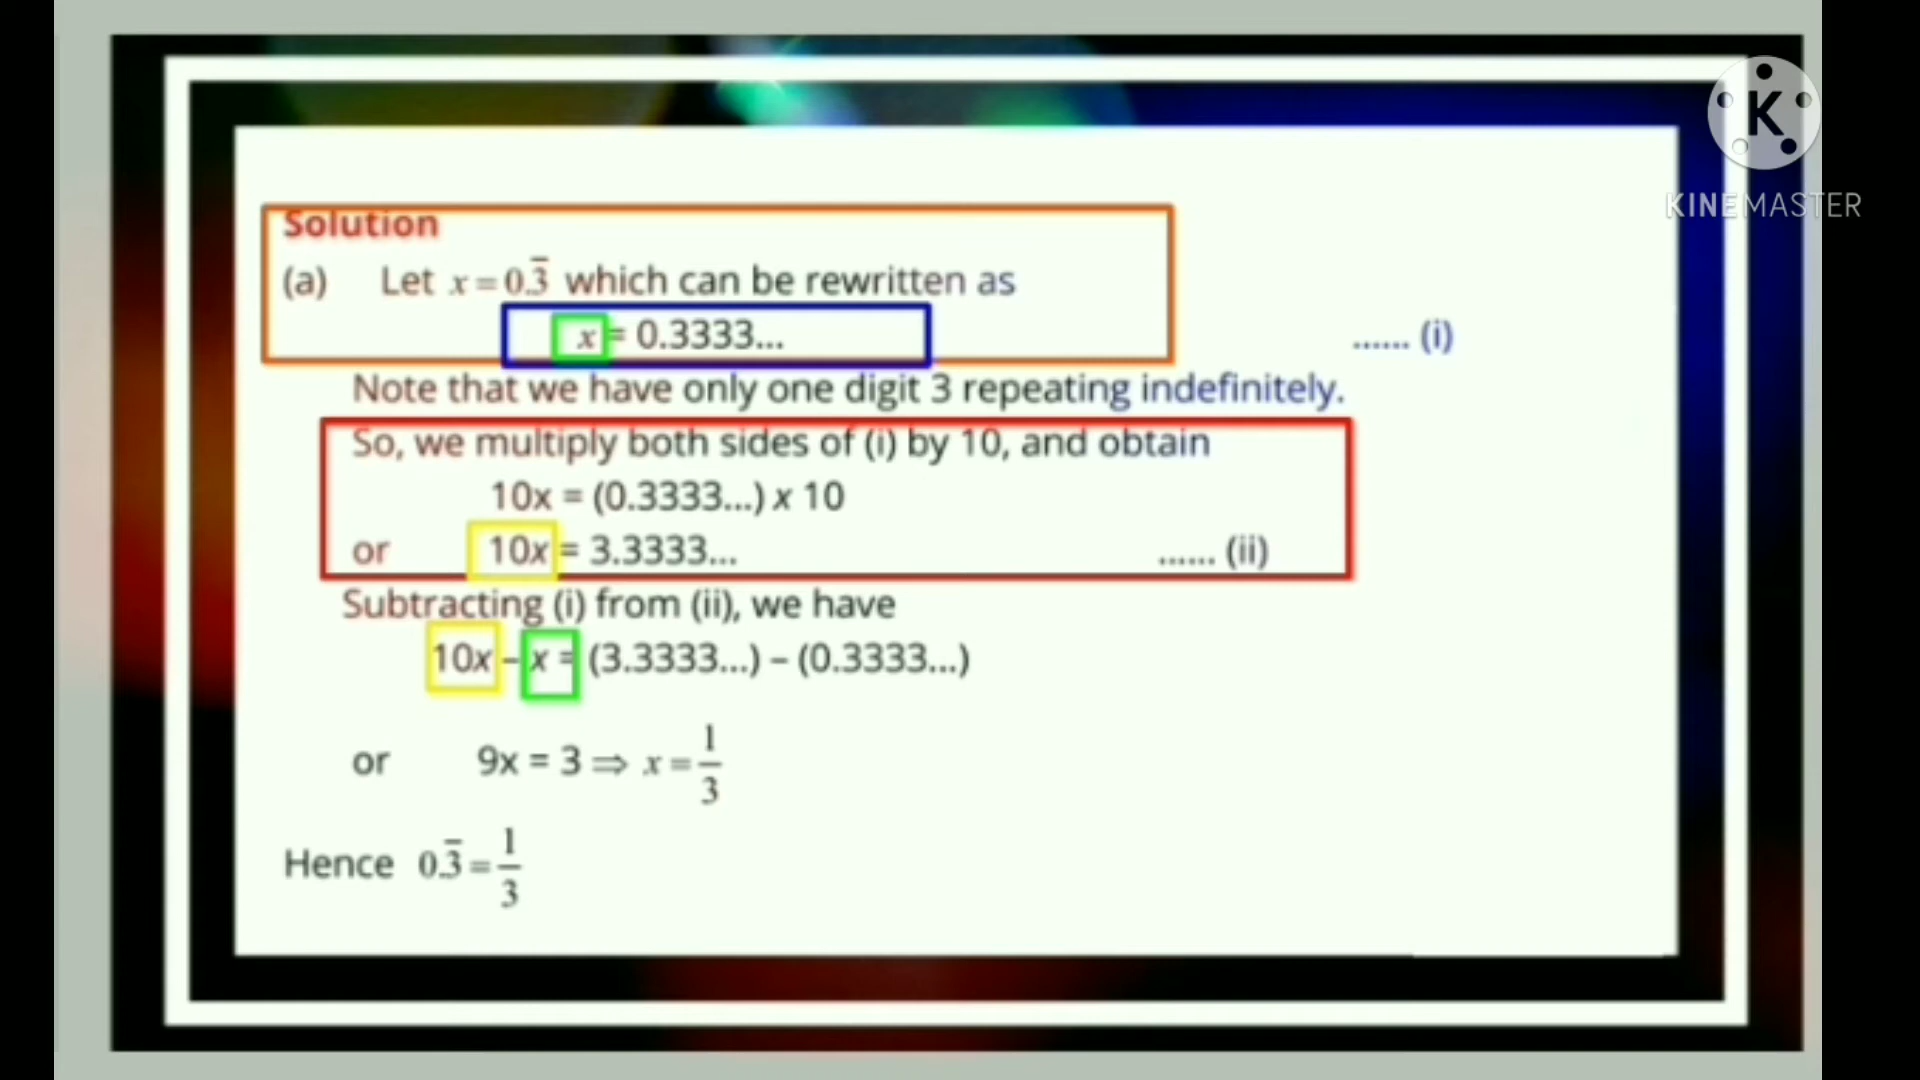 KINEMASTER
Solution
(a) Let x = 0.3̅ which can be rewritten as
x = 0.3333... ...... (i)
Note that we have only one digit 3 repeating indefinitely.
So, we multiply both sides of (i) by 10, and obtain
10x = (0.3333...) x 10
or 10x = 3.3333... ...... (ii)
Subtracting (i) from (ii), we have
10x – x = (3.3333...) – (0.3333...)
or 9x = 3 ⇒ x = 1/3
Hence 0.3̅ = 1/3